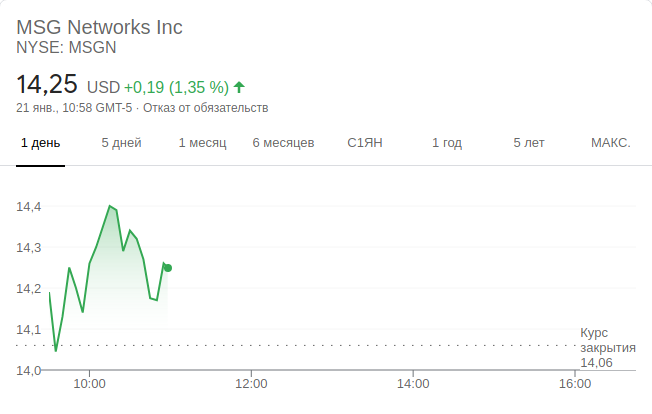 MSG Networks Inc
NYSE: MSGN
14,25 USD +0,19 (1,35 %)
21 янв., 10:58 GMT-5 · Отказ от обязательств
1 день 5 дней 1 месяц 6 месяцев С1ЯН 1 год 5 лет МАКС.
14,4
14,3
14,2
14,1
Курс
закрытия
14,06
14,0
10:00 12:00 14:00 16:00